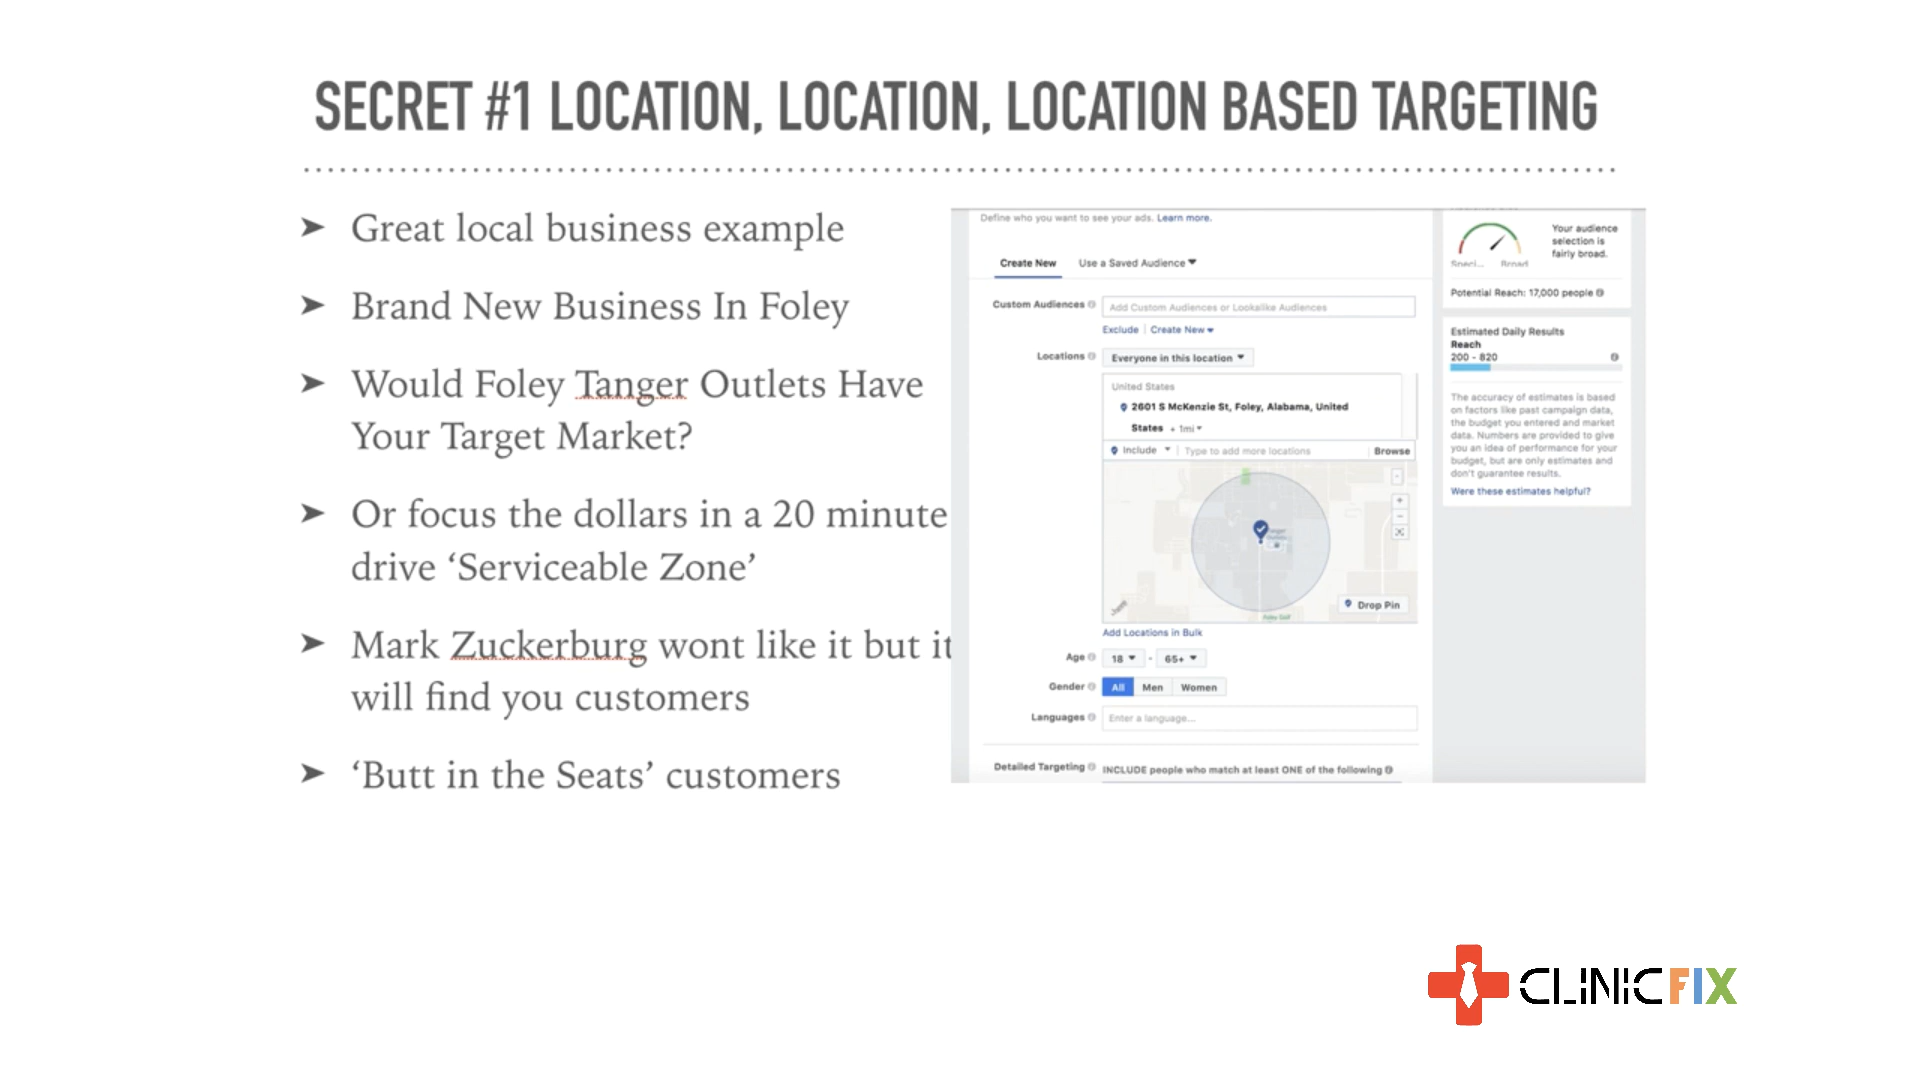 SECRET #1 LOCATION, LOCATION, LOCATION BASED TARGETING
➤ Great local business example
➤ Brand New Business In Foley
➤ Would Foley Tanger Outlets Have
Your Target Market?
➤ Or focus the dollars in a 20 minute
drive ‘Serviceable Zone’
➤ Mark Zuckerburg wont like it but it
will find you customers
➤ ‘Butt in the Seats’ customers
Define who you want to see your ads. Learn more.
Create New Use a Saved Audience
Custom Audiences Add Custom Audiences or Lookalike Audiences
Exclude | Create New
Locations Everyone in this location
United States
2601 S McKenzie St, Foley, Alabama, United
States + 1mi
Include Type to add more locations Browse
Tanger
Outlets
Foley Golf
Drop Pin
Add Locations in Bulk
Age 18 - 65+
Gender All Men Women
Languages Enter a language...
Detailed Targeting INCLUDE people who match at least ONE of the following
Your audience
selection is
fairly broad.
Speci... Broad
Potential Reach: 17,000 people
Estimated Daily Results
Reach
200 - 820
The accuracy of estimates is based
on factors like past campaign data,
the budget you entered and market
data. Numbers are provided to give
you an idea of performance for your
budget, but are only estimates and
don't guarantee results.
Were these estimates helpful?
CLINICFIX